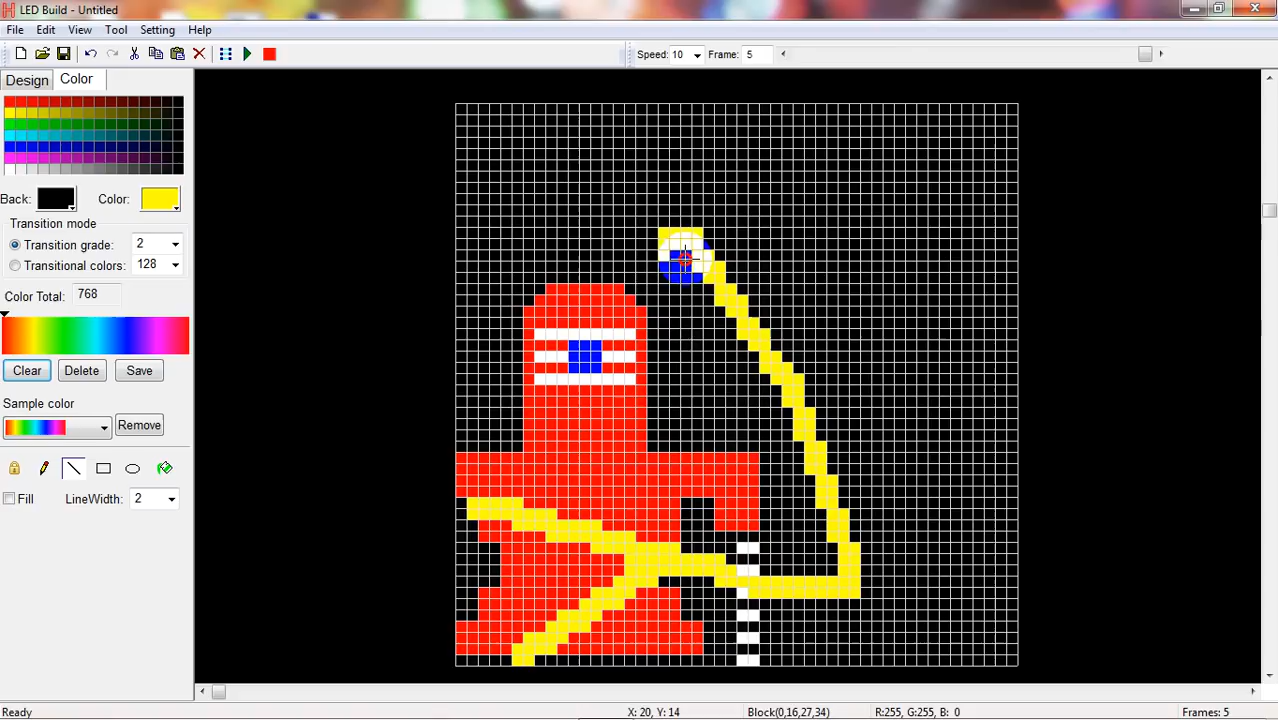 LED Build - Untitled
File Edit View Tool Setting Help
Speed: 10 Frame: 5
Design Color
Back: Color:
Transition mode
Transition grade: 2
Transitional colors: 128
Color Total: 768
Clear Delete Save
Sample color
Remove
Fill LineWidth: 2
Ready X: 20, Y: 14 Block(0,16,27,34) R:255, G:255, B: 0 Frames: 5